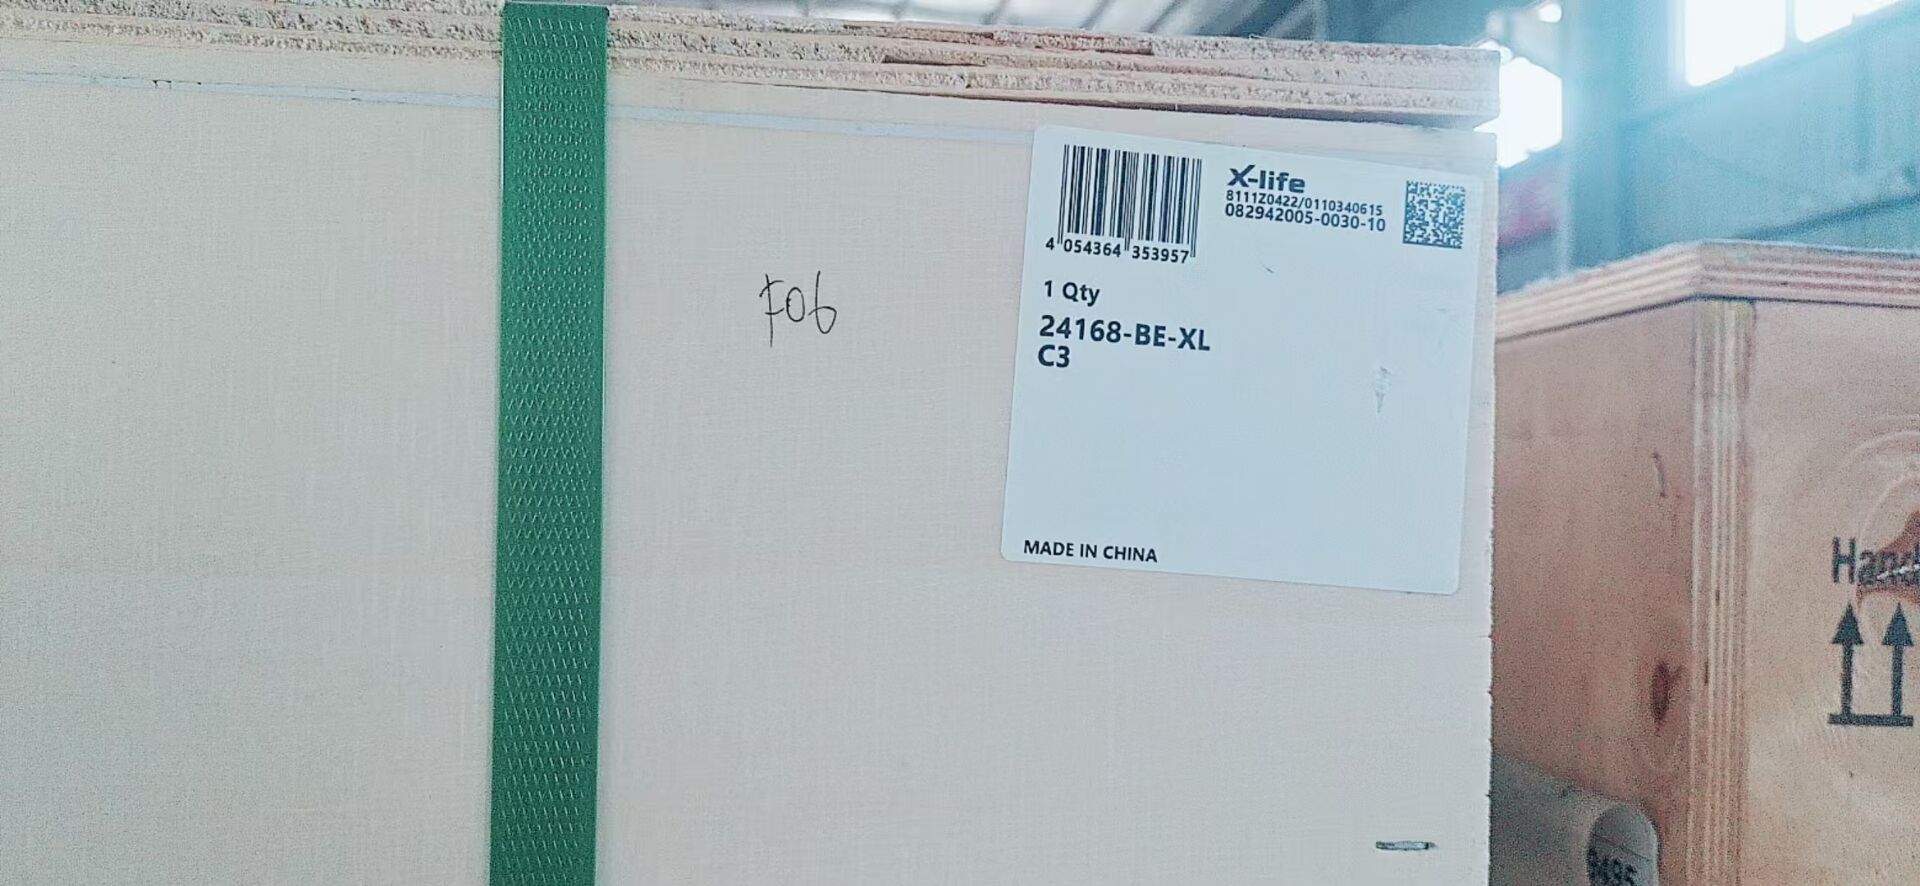 X-life
8111Z0422/0110340615
082942005-0030-10
4 054364 353957
1 Qty
24168-BE-XL
C3
MADE IN CHINA
F06
Hand